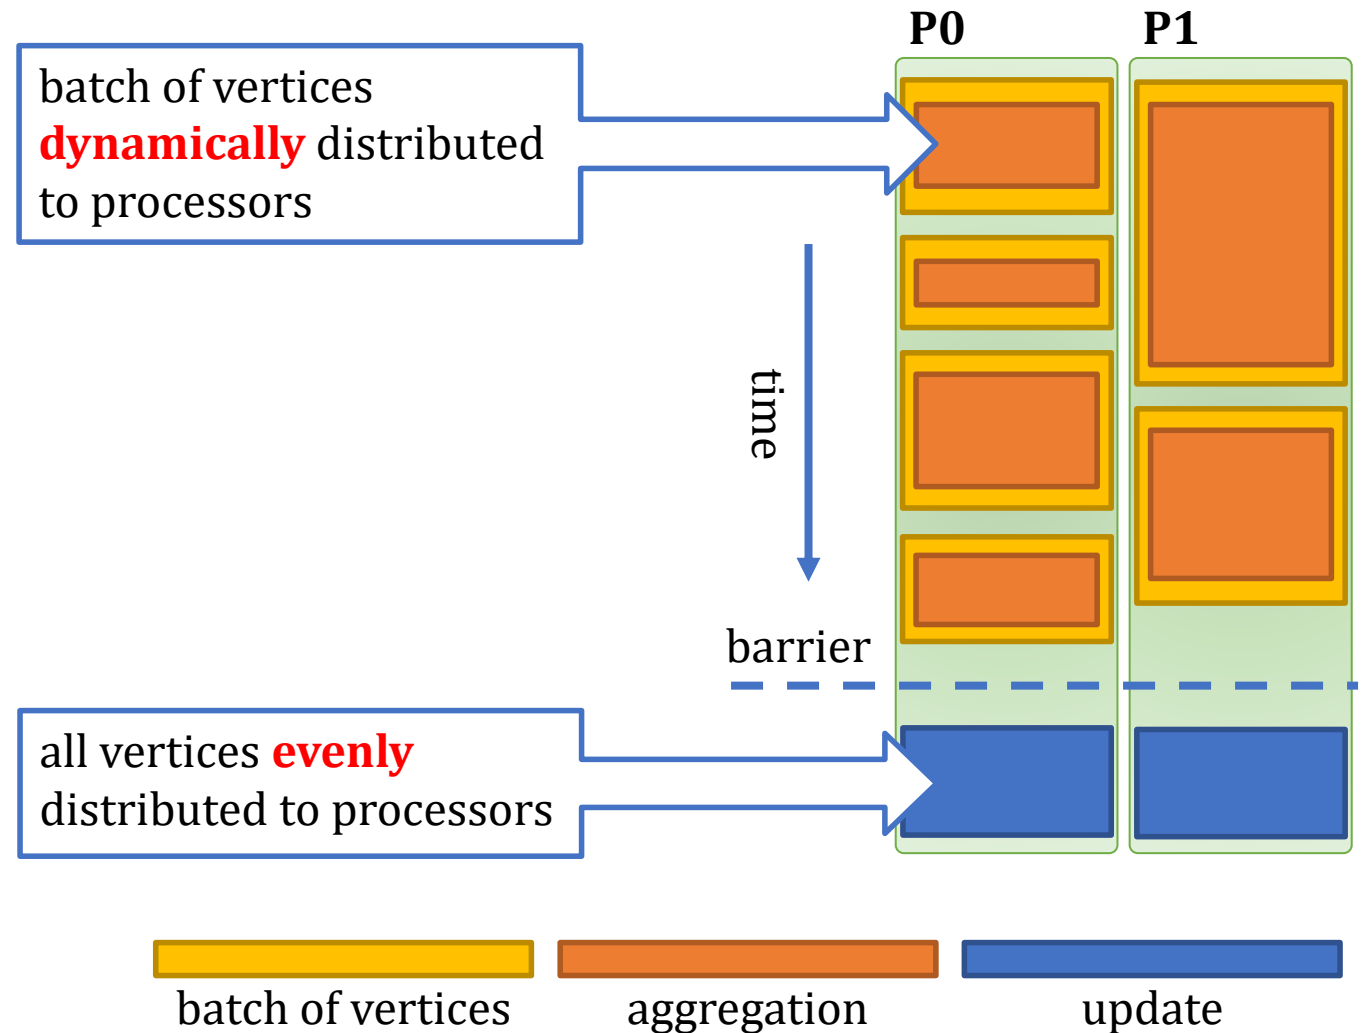 P0 P1
batch of vertices
dynamically distributed
to processors
time
barrier
all vertices evenly
distributed to processors
batch of vertices aggregation update